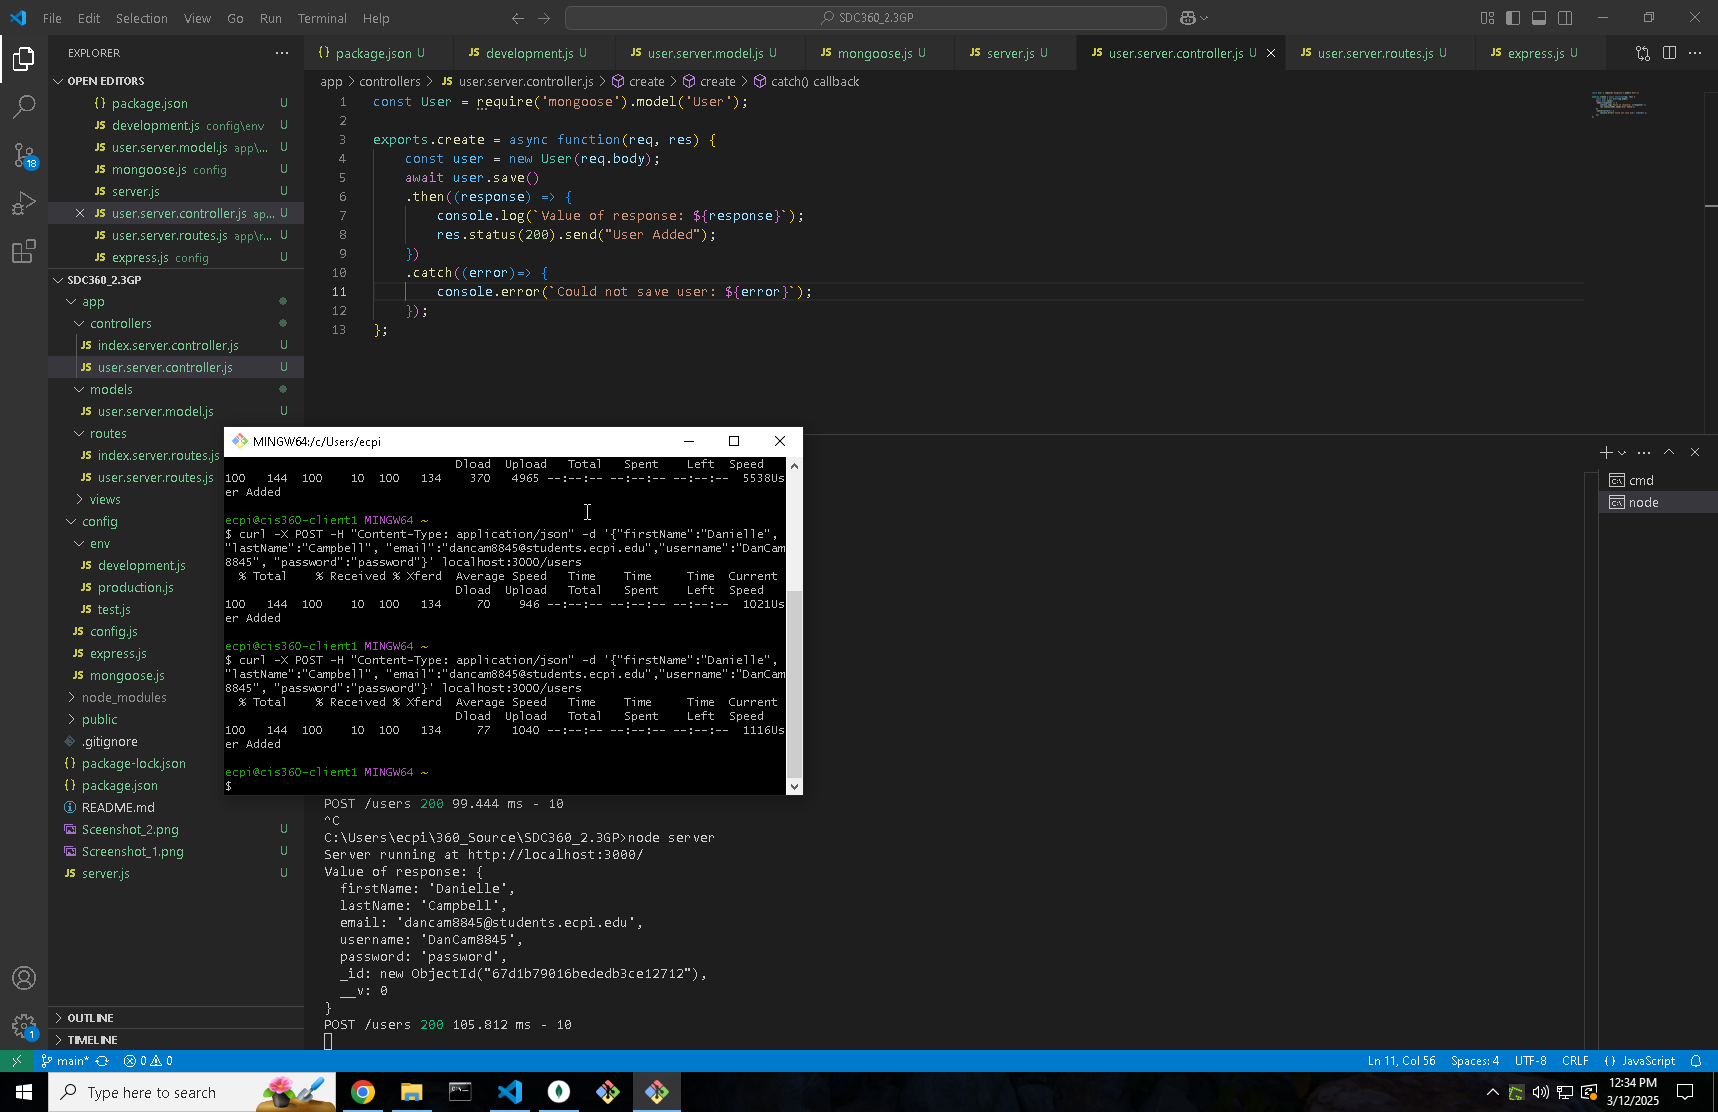 File Edit Selection View Go Run Terminal Help
SDC360_2.3GP
EXPLORER
OPEN EDITORS
{} package.json U
JS development.js config\env U
JS user.server.model.js app\... U
JS mongoose.js config U
JS server.js U
JS user.server.controller.js ap... U
JS user.server.routes.js app\r... U
JS express.js config U
SDC360_2.3GP
app
controllers
JS index.server.controller.js U
JS user.server.controller.js U
models
JS user.server.model.js U
routes
JS index.server.routes.js
JS user.server.routes.js
views
config
env
JS development.js
JS production.js
JS test.js
JS config.js
JS express.js
JS mongoose.js
node_modules
public
.gitignore
{} package-lock.json
{} package.json
README.md
Sceenshot_2.png U
Screenshot_1.png U
JS server.js U
OUTLINE
TIMELINE
18
1
{} package.json U JS development.js U JS user.server.model.js U JS mongoose.js U JS server.js U JS user.server.controller.js U JS user.server.routes.js U JS express.js U
app > controllers > JS user.server.controller.js > create > create > catch() callback
1 const User = require('mongoose').model('User');
2
3 exports.create = async function(req, res) {
4 const user = new User(req.body);
5 await user.save()
6 .then((response) => {
7 console.log(`Value of response: ${response}`);
8 res.status(200).send("User Added");
9 })
10 .catch((error)=> {
11 console.error(`Could not save user: ${error}`);
12 });
13 };
MINGW64:/c/Users/ecpi
Dload Upload Total Spent Left Speed
100 144 100 10 100 134 370 4965 --:--:-- --:--:-- --:--:-- 5538Us
er Added
ecpi@cis360-client1 MINGW64 ~
$ curl -X POST -H "Content-Type: application/json" -d '{"firstName":"Danielle",
"lastName":"Campbell", "email":"dancam8845@students.ecpi.edu","username":"DanCam
8845", "password":"password"}' localhost:3000/users
% Total % Received % Xferd Average Speed Time Time Time Current
Dload Upload Total Spent Left Speed
100 144 100 10 100 134 70 946 --:--:-- --:--:-- --:--:-- 1021Us
er Added
ecpi@cis360-client1 MINGW64 ~
$ curl -X POST -H "Content-Type: application/json" -d '{"firstName":"Danielle",
"lastName":"Campbell", "email":"dancam8845@students.ecpi.edu","username":"DanCam
8845", "password":"password"}' localhost:3000/users
% Total % Received % Xferd Average Speed Time Time Time Current
Dload Upload Total Spent Left Speed
100 144 100 10 100 134 77 1040 --:--:-- --:--:-- --:--:-- 1116Us
er Added
ecpi@cis360-client1 MINGW64 ~
$
cmd
node
POST /users 200 99.444 ms - 10
^C
C:\Users\ecpi\360_Source\SDC360_2.3GP>node server
Server running at http://localhost:3000/
Value of response: {
firstName: 'Danielle',
lastName: 'Campbell',
email: 'dancam8845@students.ecpi.edu',
username: 'DanCam8845',
password: 'password',
_id: new ObjectId("67d1b79016bededb3ce12712"),
__v: 0
}
POST /users 200 105.812 ms - 10
main* 0 0
Ln 11, Col 56 Spaces: 4 UTF-8 CRLF {} JavaScript
Type here to search
12:34 PM
3/12/2025